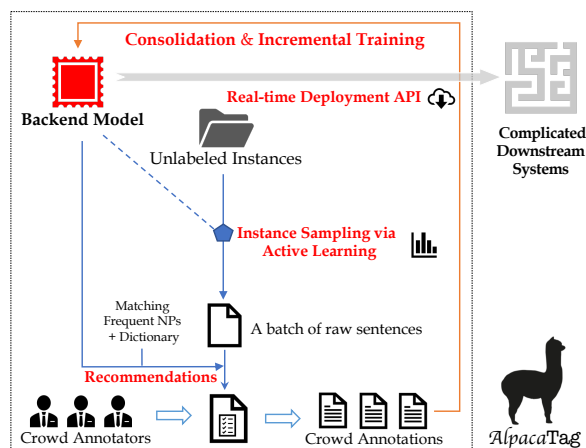 Consolidation & Incremental Training
Real-time Deployment API
Backend Model
Unlabeled Instances
Complicated
Downstream
Systems
Instance Sampling via
Active Learning
Matching
Frequent NPs
+ Dictionary
A batch of raw sentences
Recommendations
Crowd Annotators
Crowd Annotations
AlpacaTag